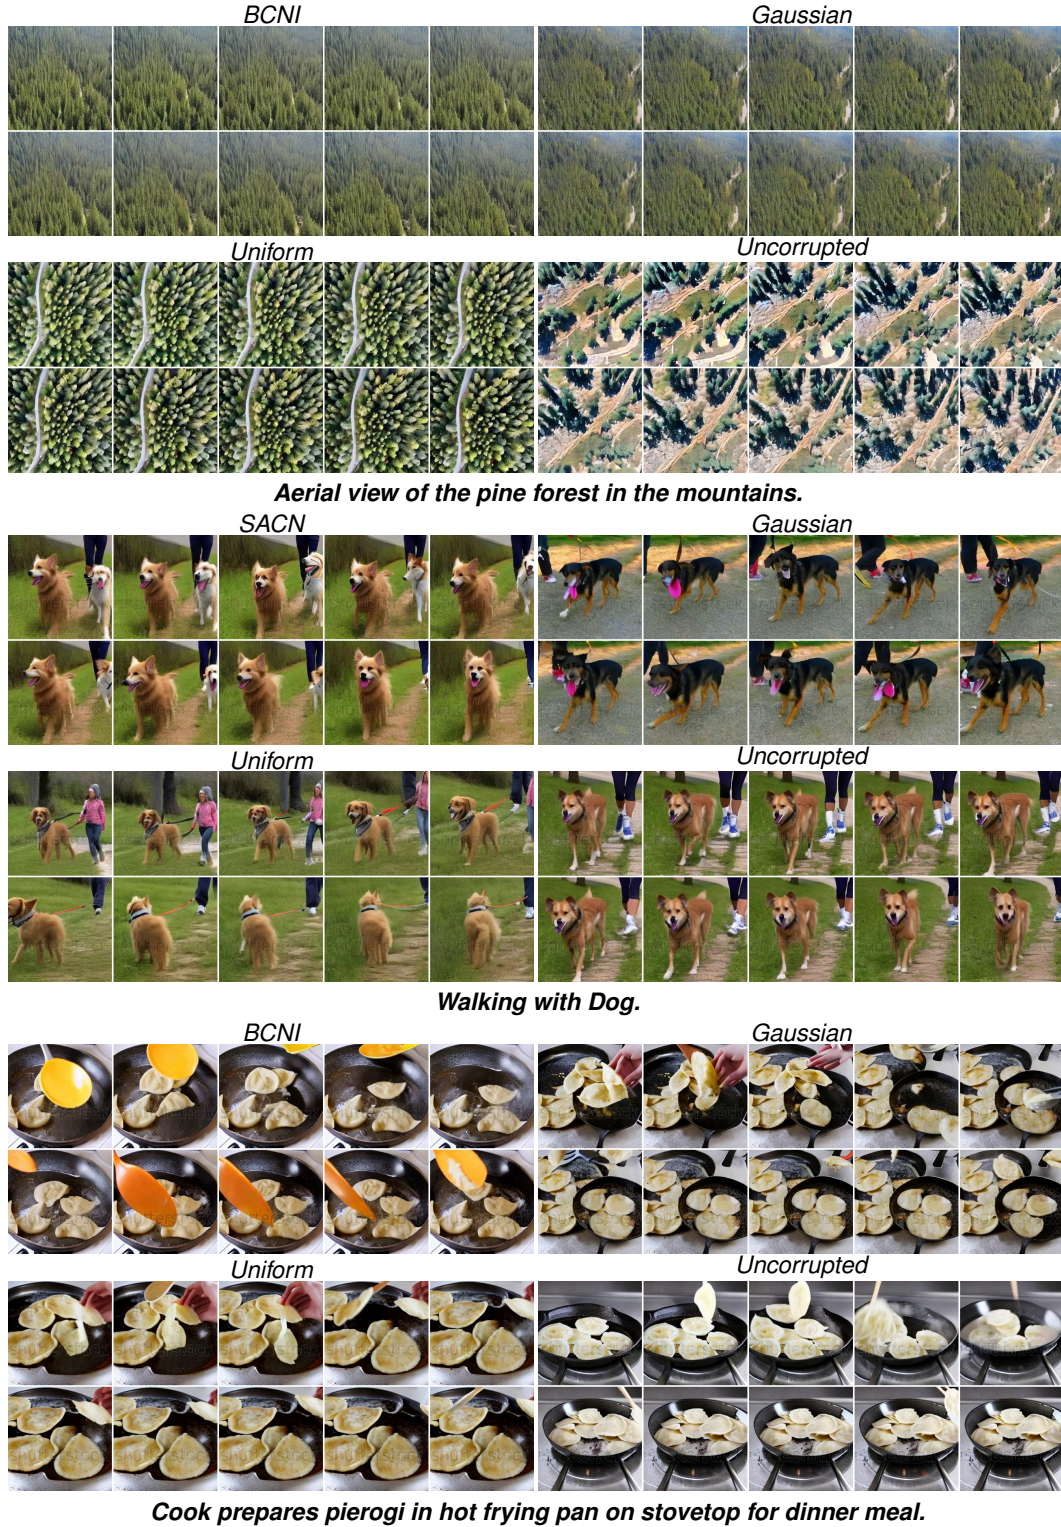 BCNI
Gaussian
Uniform
Uncorrupted
Aerial view of the pine forest in the mountains.
SACN
Gaussian
Uniform
Uncorrupted
Walking with Dog.
BCNI
Gaussian
Uniform
Uncorrupted
Cook prepares pierogi in hot frying pan on stovetop for dinner meal.